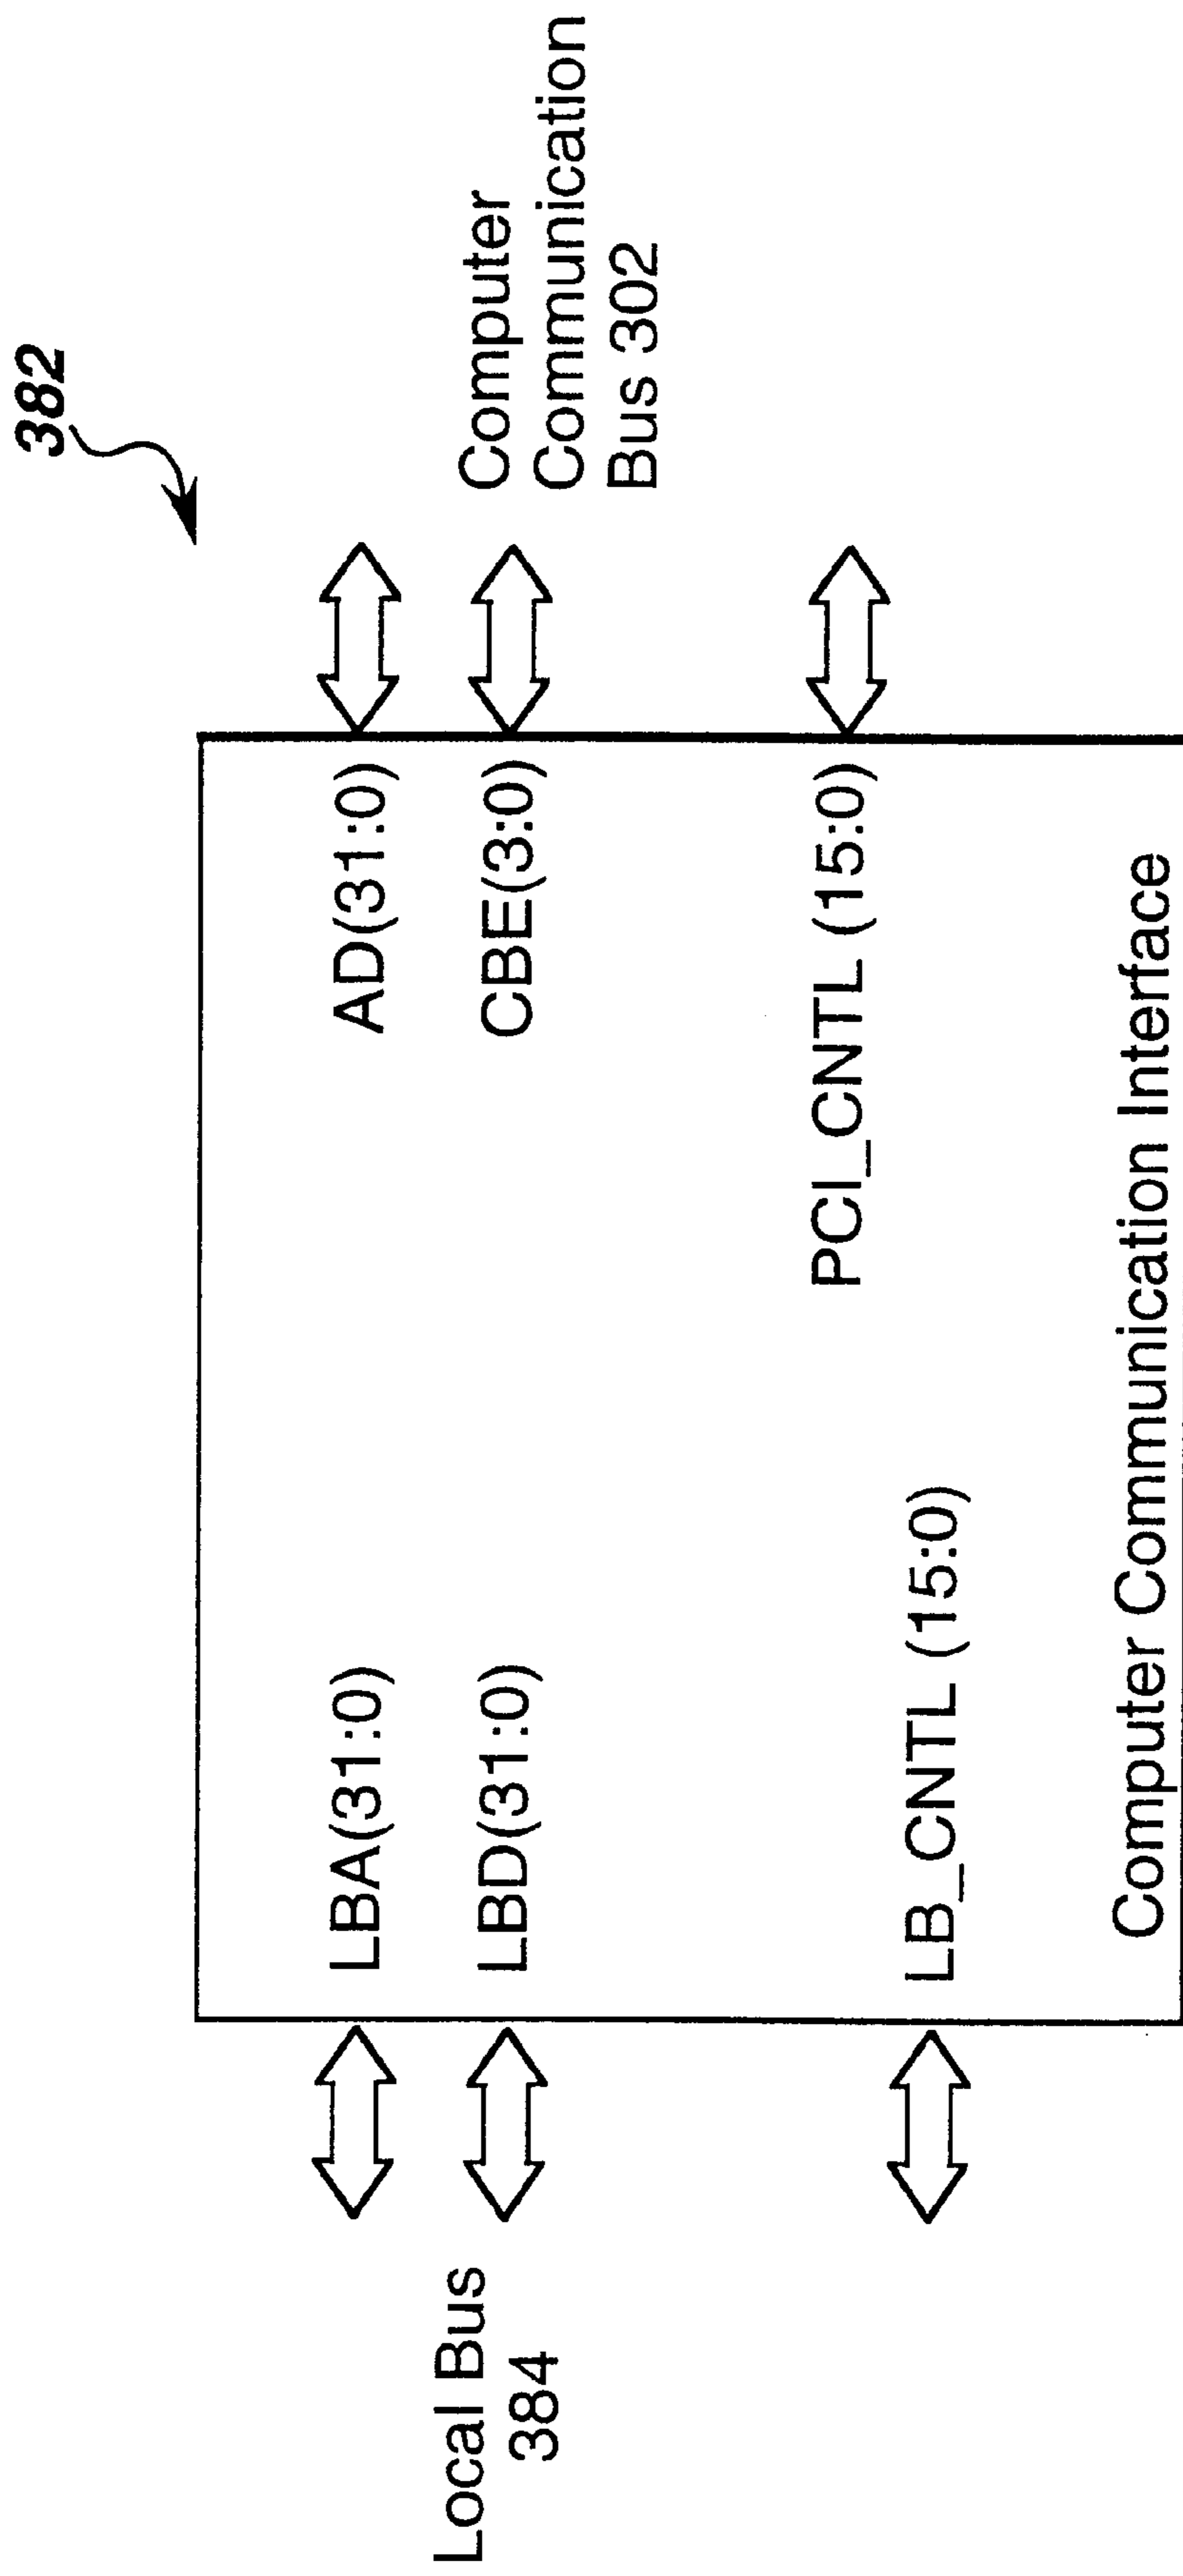 382
LBA(31:0)
AD(31:0)
Local Bus
384
LBD(31:0)
CBE(3:0)
Computer
Communication
Bus 302
PCI_CNTL (15:0)
LB_CNTL (15:0)
Computer Communication Interface